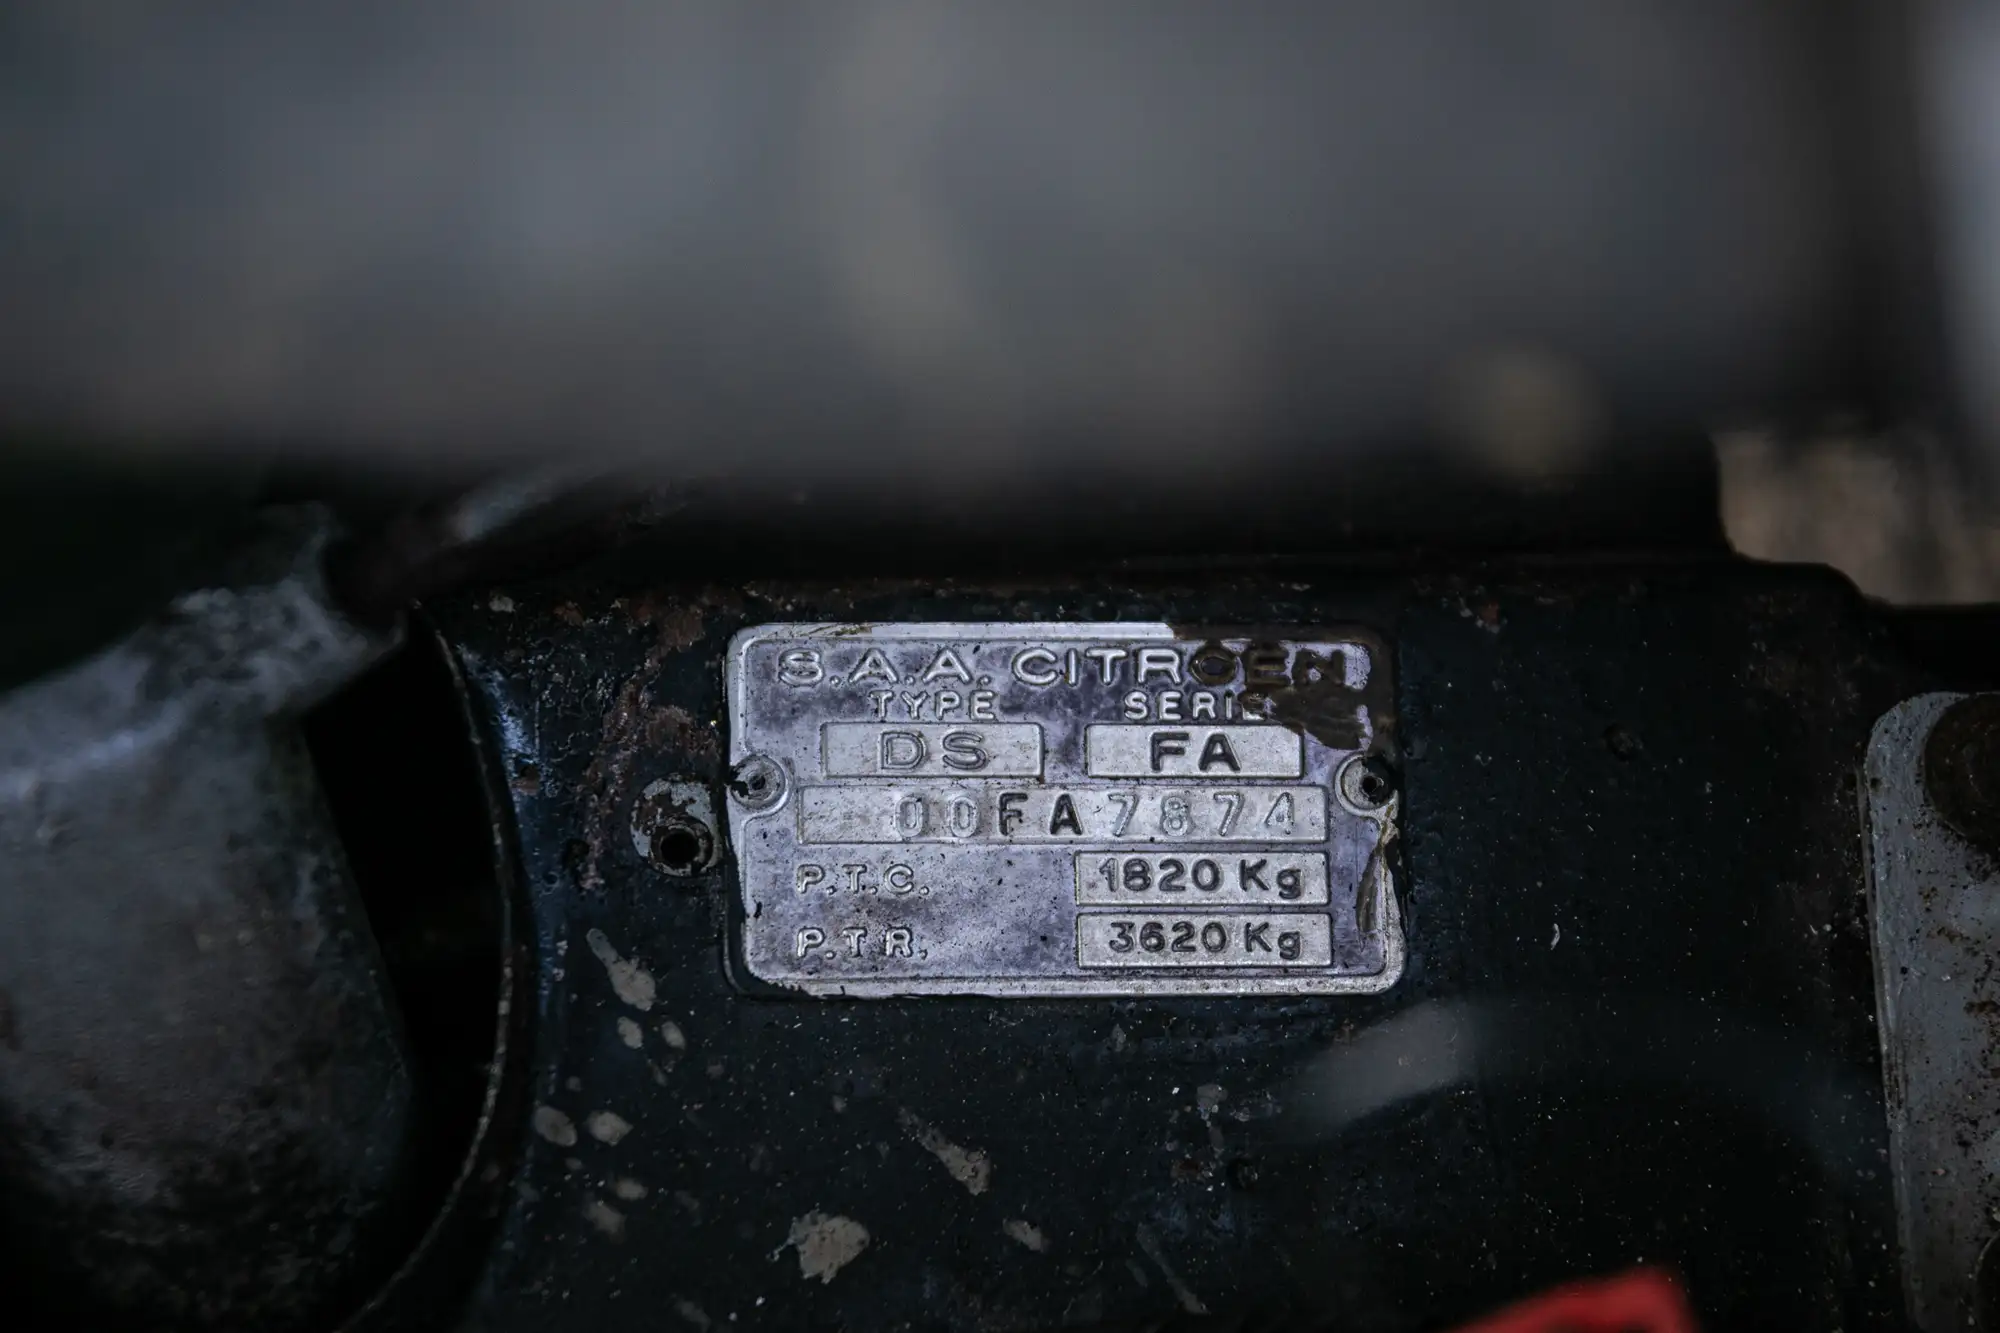 S.A.A. CITROEN
TYPE SERIE
DS FA
00FA7874
P.T.C. 1820 Kg
P.T.R. 3620 Kg